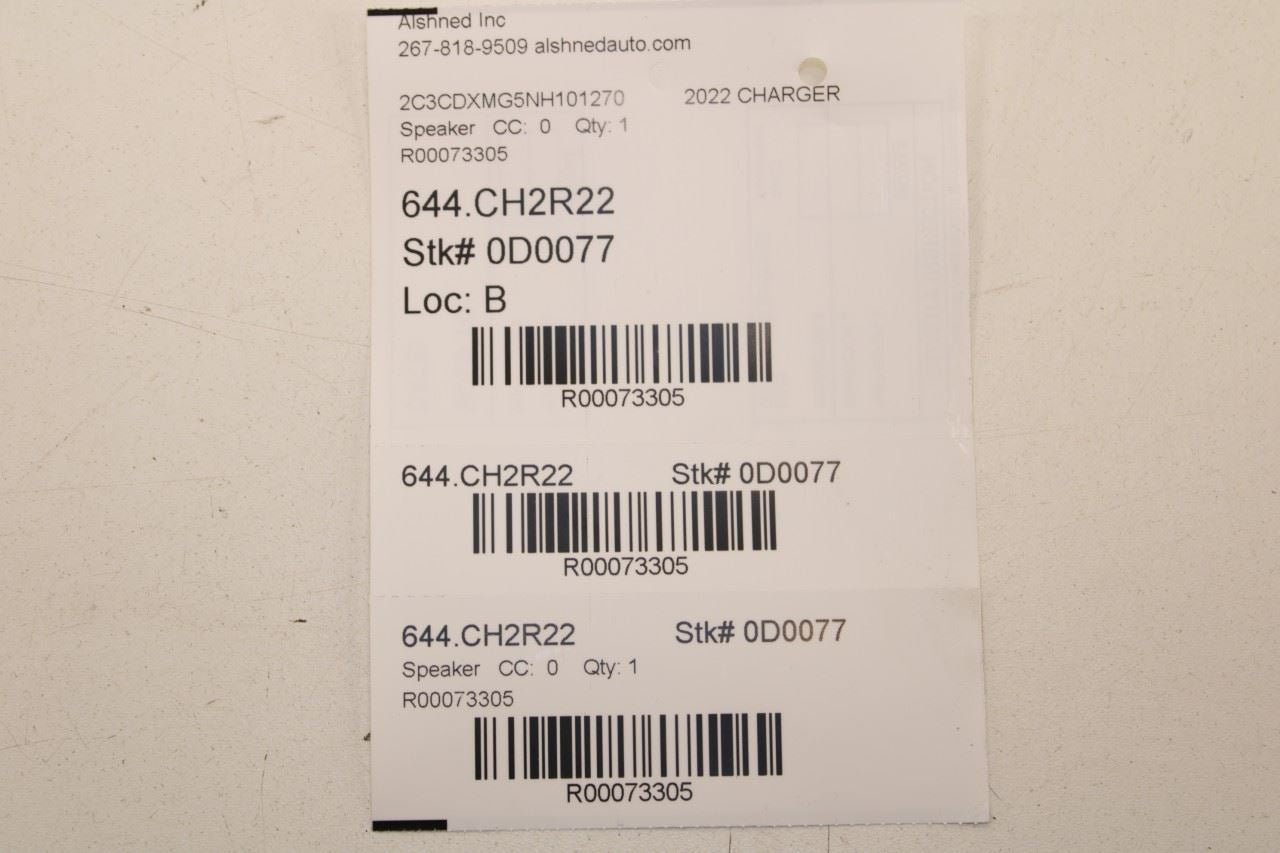 Alshned Inc
267-818-9509 alshnedauto.com
2C3CDXMG5NH101270 2022 CHARGER
Speaker CC: 0 Qty: 1
R00073305
644.CH2R22
Stk# 0D0077
Loc: B
R00073305
644.CH2R22 Stk# 0D0077
R00073305
644.CH2R22 Stk# 0D0077
Speaker CC: 0 Qty: 1
R00073305
R00073305